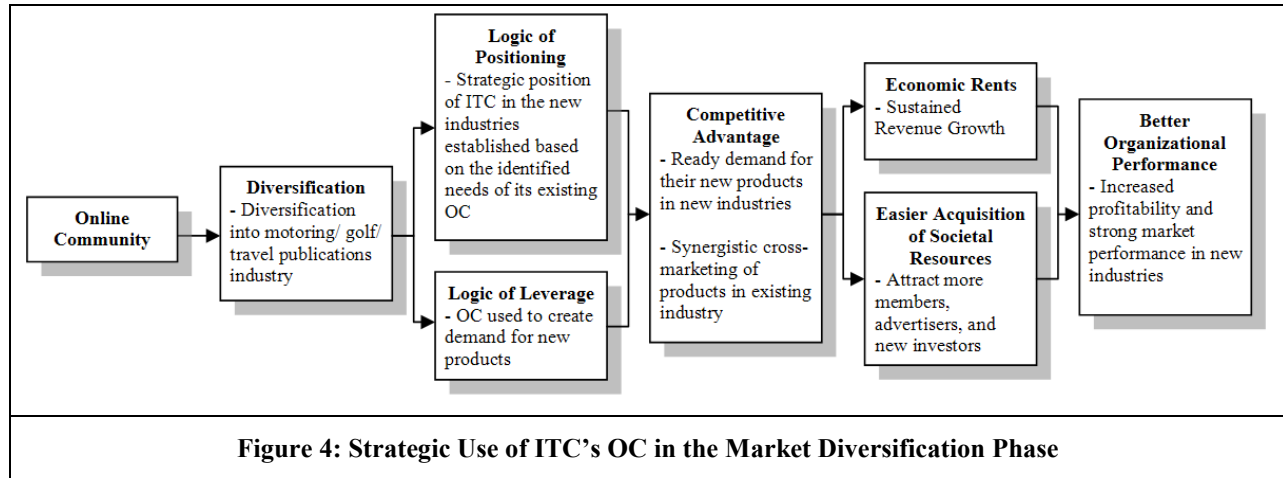 Online
Community
Diversification
- Diversification
into motoring/ golf/
travel publications
industry
Logic of
Positioning
- Strategic position
of ITC in the new
industries
established based
on the identified
needs of its existing
OC
Logic of Leverage
- OC used to create
demand for new
products
Competitive
Advantage
- Ready demand for
their new products
in new industries
- Synergistic cross-
marketing of
products in existing
industry
Economic Rents
- Sustained
Revenue Growth
Easier Acquisition
of Societal
Resources
- Attract more
members,
advertisers, and
new investors
Better
Organizational
Performance
- Increased
profitability and
strong market
performance in new
industries
Figure 4: Strategic Use of ITC's OC in the Market Diversification Phase